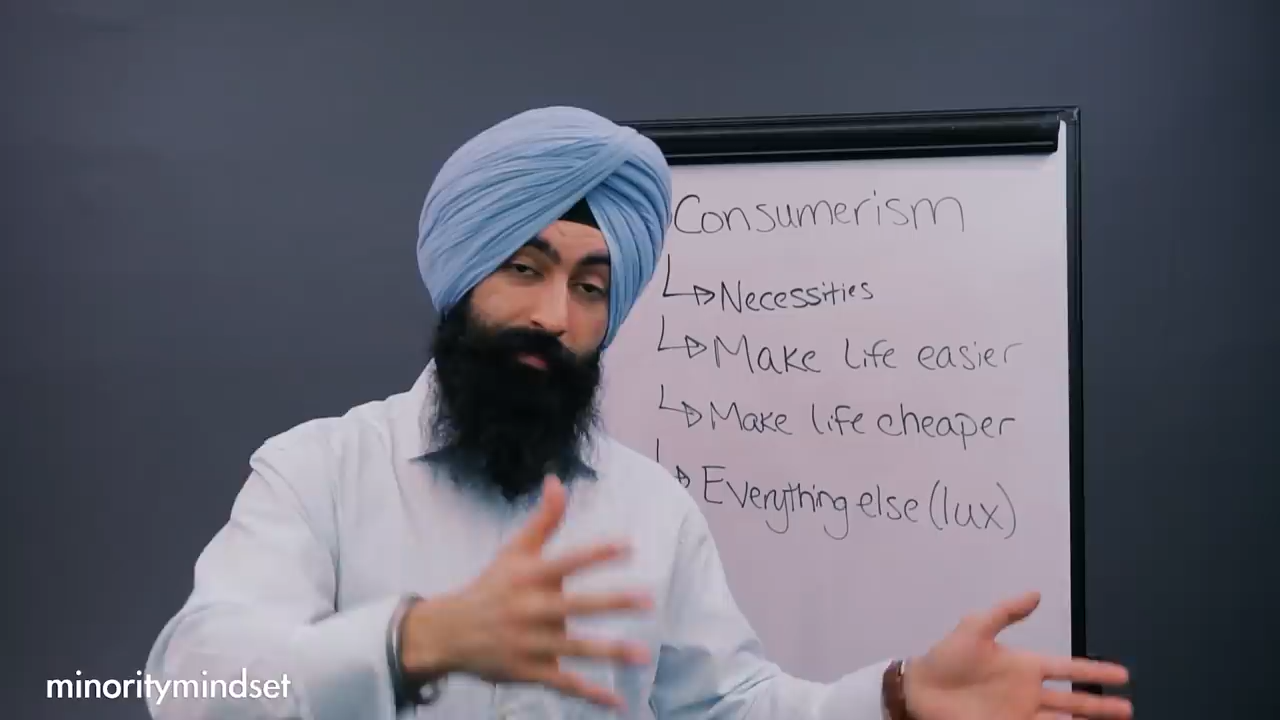 Consumerism
Necessities
Make life easier
Make life cheaper
Everything else (lux)
minoritymindset